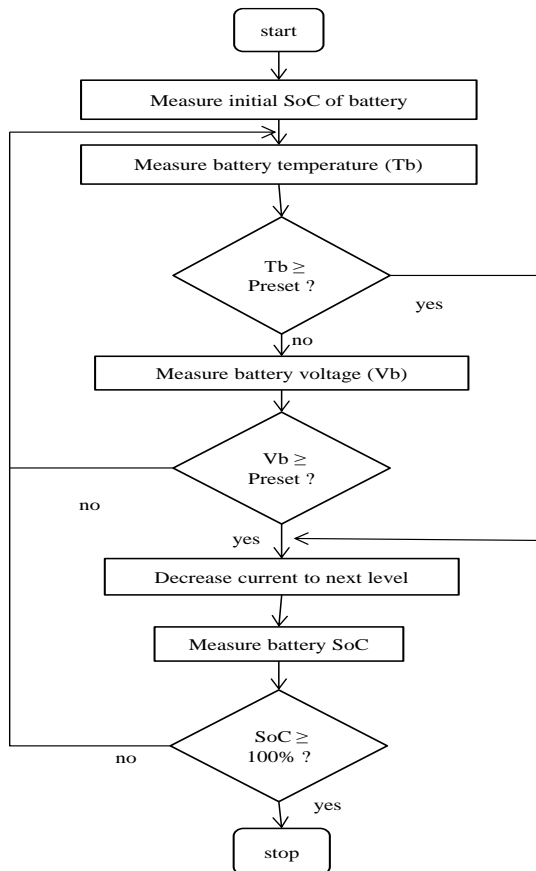 start
Measure initial SoC of battery
Measure battery temperature (Tb)
Tb ≥
Preset ?
yes
no
Measure battery voltage (Vb)
Vb ≥
Preset ?
no
yes
Decrease current to next level
Measure battery SoC
SoC ≥
100% ?
no
yes
stop